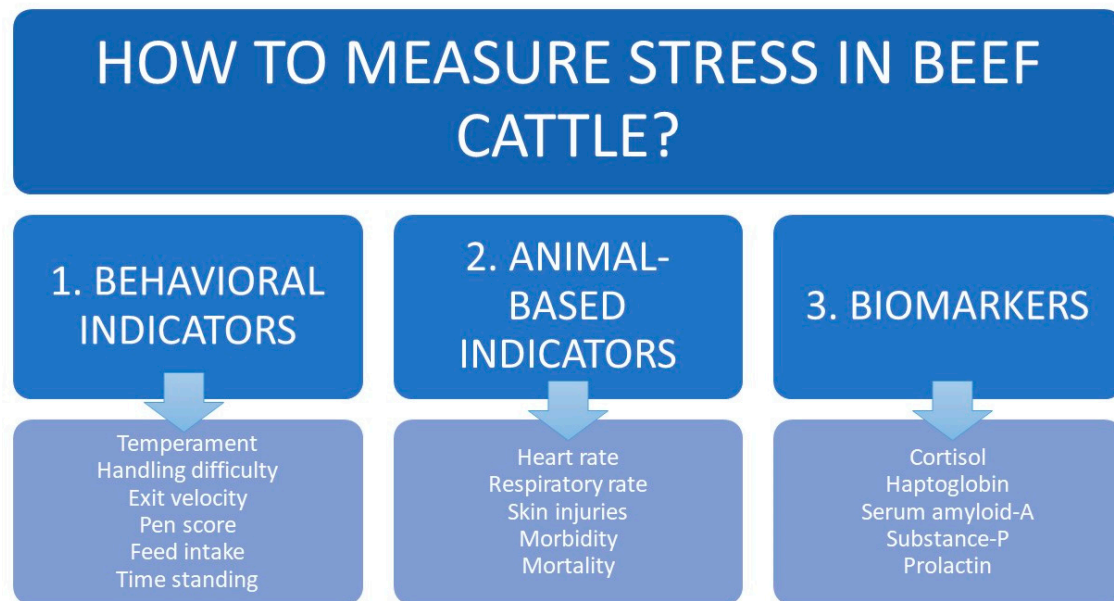 HOW TO MEASURE STRESS IN BEEF
CATTLE?
1. BEHAVIORAL
INDICATORS
2. ANIMAL-
BASED
INDICATORS
3. BIOMARKERS
Temperament
Handling difficulty
Exit velocity
Pen score
Feed intake
Time standing
Heart rate
Respiratory rate
Skin injuries
Morbidity
Mortality
Cortisol
Haptoglobin
Serum amyloid-A
Substance-P
Prolactin